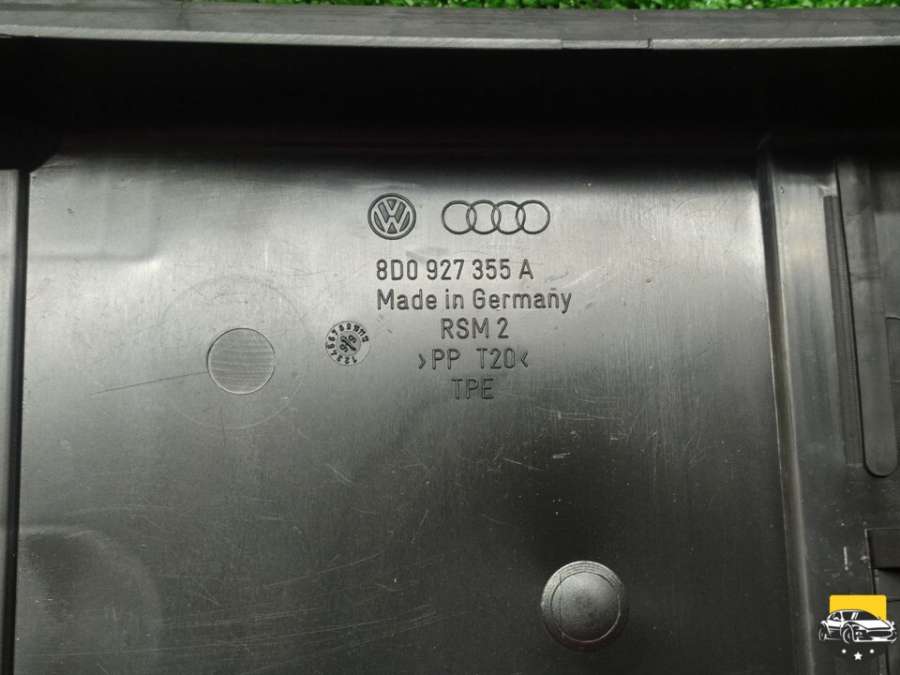 8D0 927 355 A
Made in Germany
RSM 2
>PP T20<
TPE